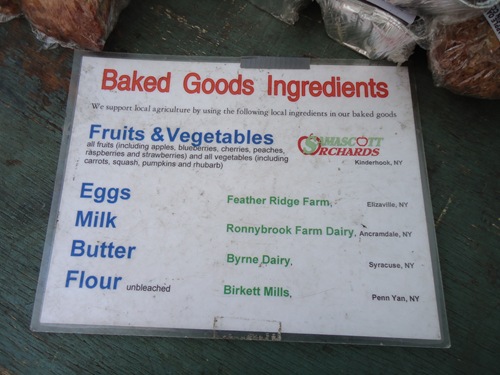 Baked Goods Ingredients
We support local agriculture by using the following local ingredients in our baked goods
Fruits & Vegetables
all fruits (including apples, blueberries, cherries, peaches,
raspberries and strawberries) and all vegetables (including
carrots, squash, pumpkins and rhubarb)
SAMASCOTT
ORCHARDS
Kinderhook, NY
Eggs Feather Ridge Farm, Elizaville, NY
Milk Ronnybrook Farm Dairy, Ancramdale, NY
Butter Byrne Dairy, Syracuse, NY
Flour unbleached Birkett Mills, Penn Yan, NY